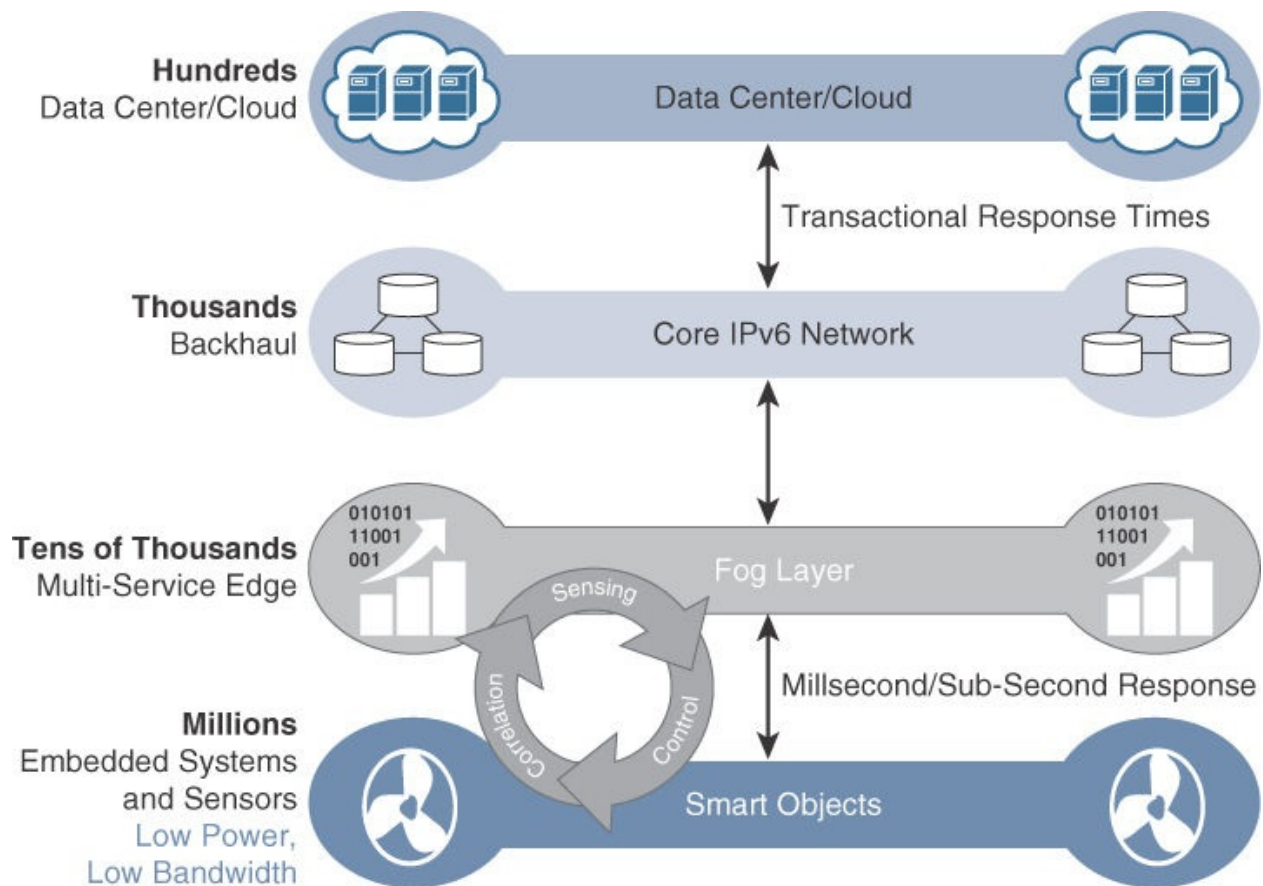 Hundreds
Data Center/Cloud
Data Center/Cloud
Transactional Response Times
Thousands
Backhaul
Core IPv6 Network
010101
11001
001
010101
11001
001
Tens of Thousands
Multi-Service Edge
Fog Layer
Sensing
Control
Correlation
Millsecond/Sub-Second Response
Millions
Embedded Systems
and Sensors
Low Power,
Low Bandwidth
Smart Objects